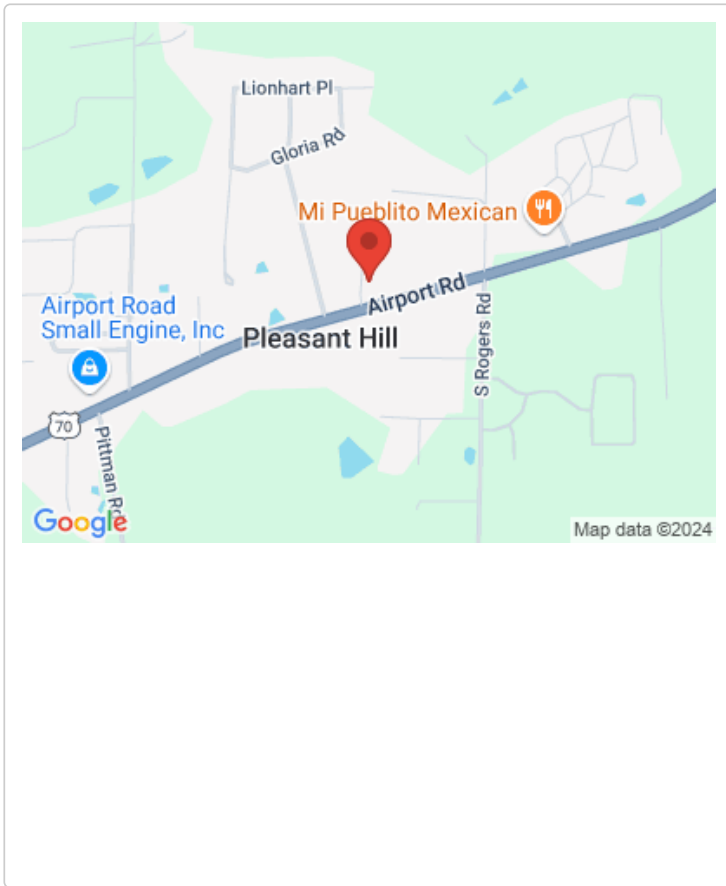 Lionhart Pl
Gloria Rd
Mi Pueblito Mexican
Airport Rd
Airport Road
Small Engine, Inc
Pleasant Hill
S Rogers Rd
70
Pittman Rd
Google
Map data ©2024